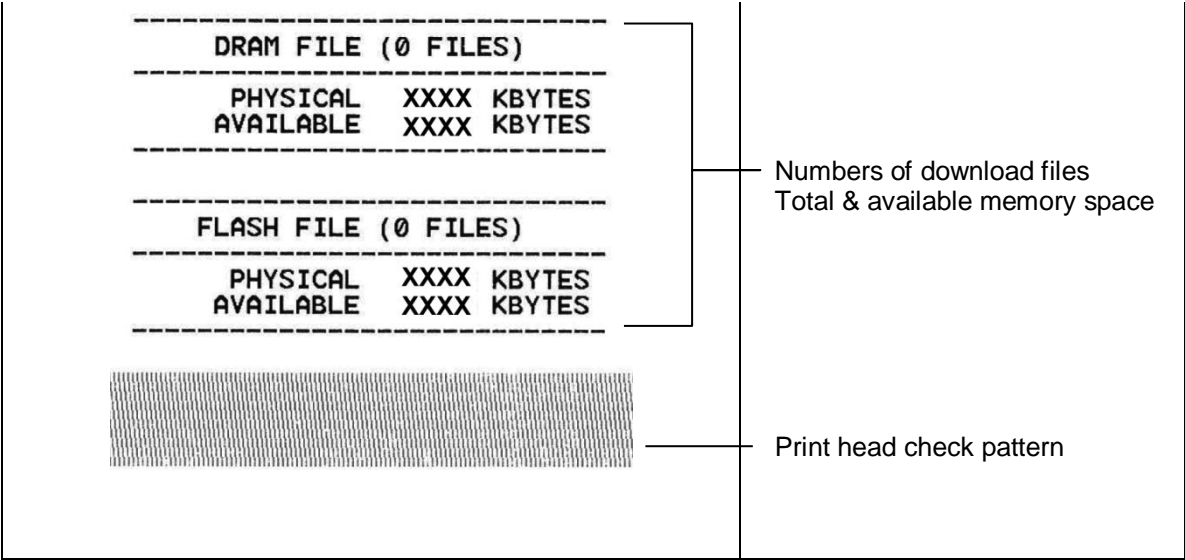 DRAM FILE (0 FILES)
PHYSICAL XXXX KBYTES
AVAILABLE XXXX KBYTES
FLASH FILE (0 FILES)
PHYSICAL XXXX KBYTES
AVAILABLE XXXX KBYTES
Numbers of download files
Total & available memory space
Print head check pattern